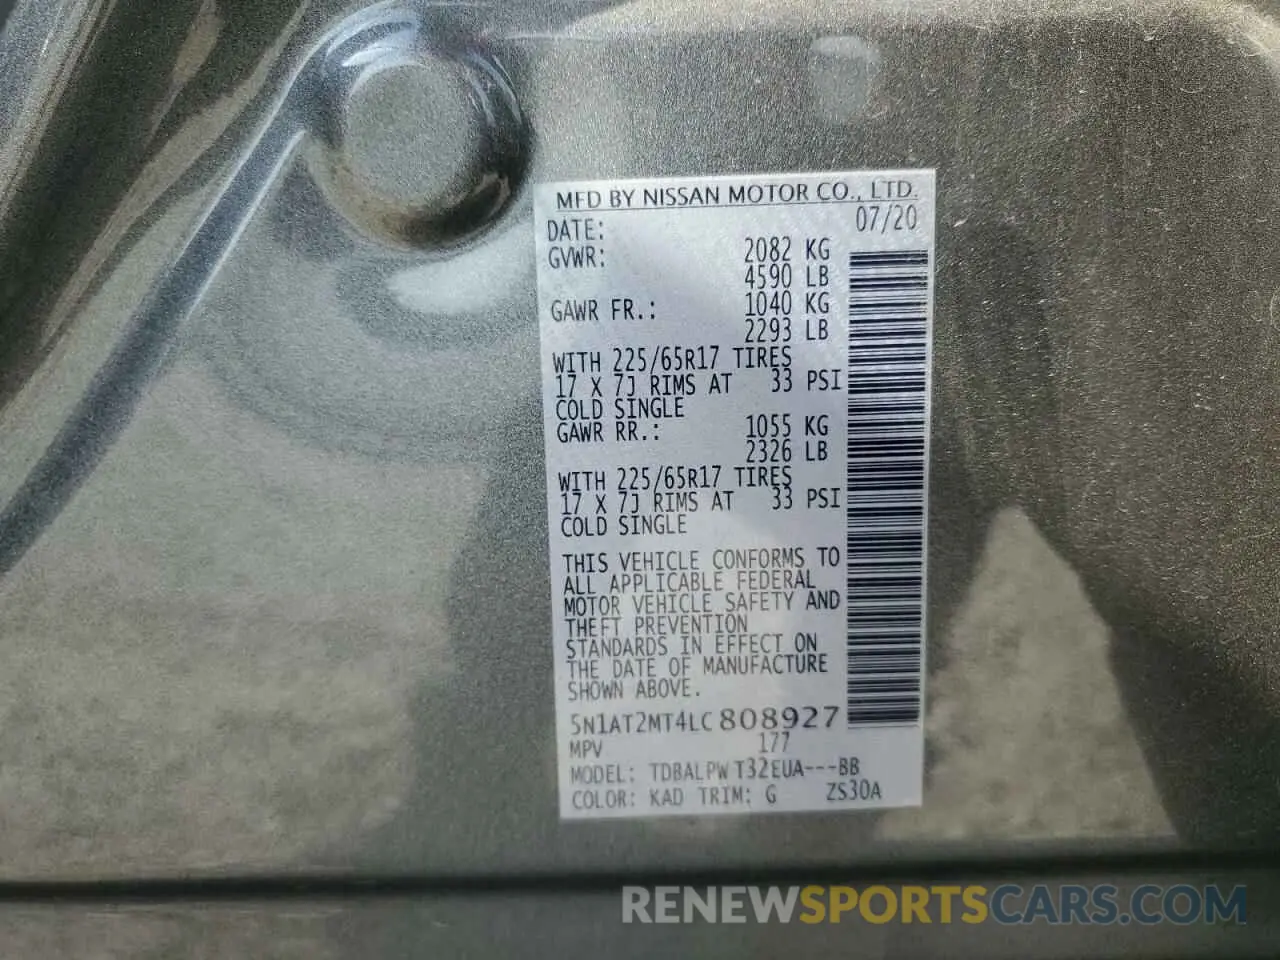 MFD BY NISSAN MOTOR CO., LTD.
DATE: 07/20
GVWR: 2082 KG
4590 LB
GAWR FR.: 1040 KG
2293 LB
WITH 225/65R17 TIRES
17 X 7J RIMS AT 33 PSI
COLD SINGLE
GAWR RR.: 1055 KG
2326 LB
WITH 225/65R17 TIRES
17 X 7J RIMS AT 33 PSI
COLD SINGLE
THIS VEHICLE CONFORMS TO
ALL APPLICABLE FEDERAL
MOTOR VEHICLE SAFETY AND
THEFT PREVENTION
STANDARDS IN EFFECT ON
THE DATE OF MANUFACTURE
SHOWN ABOVE.
5N1AT2MT4LC808927
MPV 177
MODEL: TDBALPW T32EUA---BB
COLOR: KAD TRIM: G ZS30A
RENEWSPORTSCARS.COM